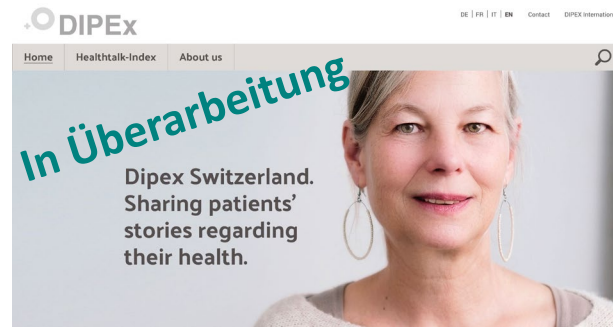 DIPEx
DE | FR | IT | EN Contact DIPEX Internation
Home Healthtalk-Index About us
In Überarbeitung
Dipex Switzerland.
Sharing patients’
stories regarding
their health.